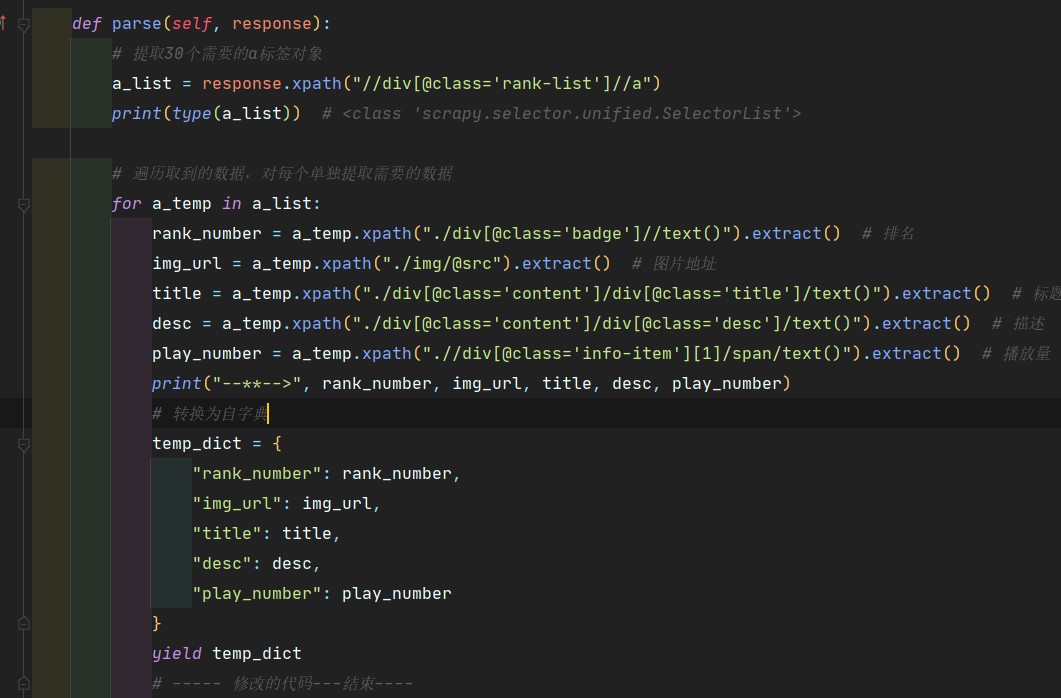 def parse(self, response):
# 提取30个需要的a标签对象
a_list = response.xpath("//div[@class='rank-list']//a")
print(type(a_list))  # <class 'scrapy.selector.unified.SelectorList'>
# 遍历取到的数据，对每个单独提取需要的数据
for a_temp in a_list:
rank_number = a_temp.xpath("./div[@class='badge']//text()").extract()  # 排名
img_url = a_temp.xpath("./img/@src").extract()  # 图片地址
title = a_temp.xpath("./div[@class='content']/div[@class='title']/text()").extract()  # 标题
desc = a_temp.xpath("./div[@class='content']/div[@class='desc']/text()").extract()  # 描述
play_number = a_temp.xpath(".//div[@class='info-item'][1]/span/text()").extract()  # 播放量
print("--**-->", rank_number, img_url, title, desc, play_number)
# 转换为自字典
temp_dict = {
"rank_number": rank_number,
"img_url": img_url,
"title": title,
"desc": desc,
"play_number": play_number
}
yield temp_dict
# ----- 修改的代码---结束----